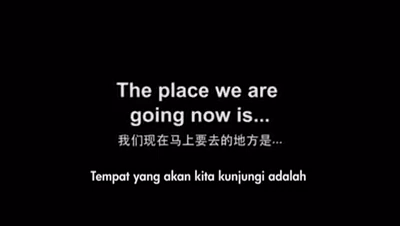 The place we are
going now is...
我们现在马上要去的地方是...
Tempat yang akan kita kunjungi adalah